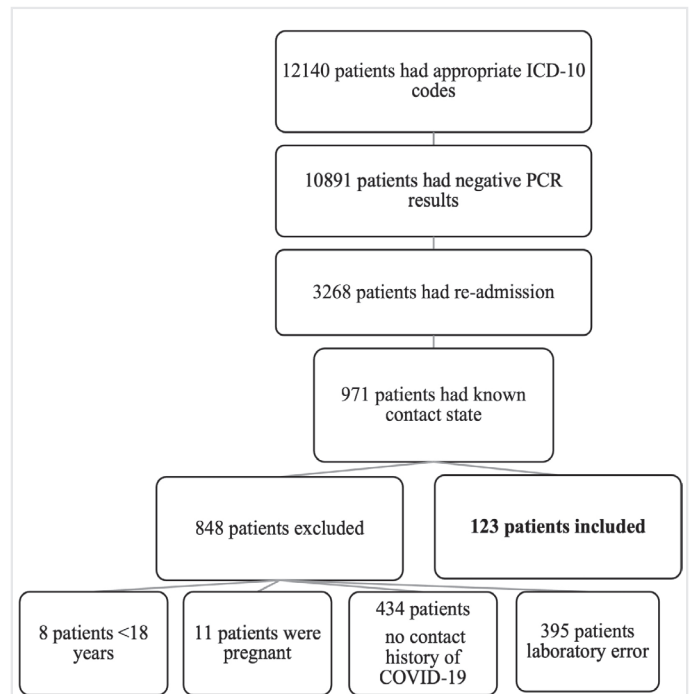 12140 patients had appropriate ICD-10
codes
10891 patients had negative PCR
results
3268 patients had re-admission
971 patients had known
contact state
848 patients excluded
123 patients included
8 patients <18
years
11 patients were
pregnant
434 patients
no contact
history of
COVID-19
395 patients
laboratory error